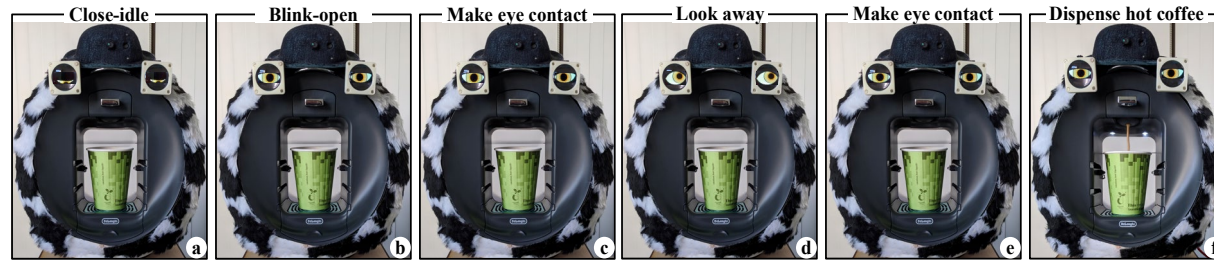 Close-idle
Blink-open
Make eye contact
Look away
Make eye contact
Dispense hot coffee
a
b
c
d
e
f